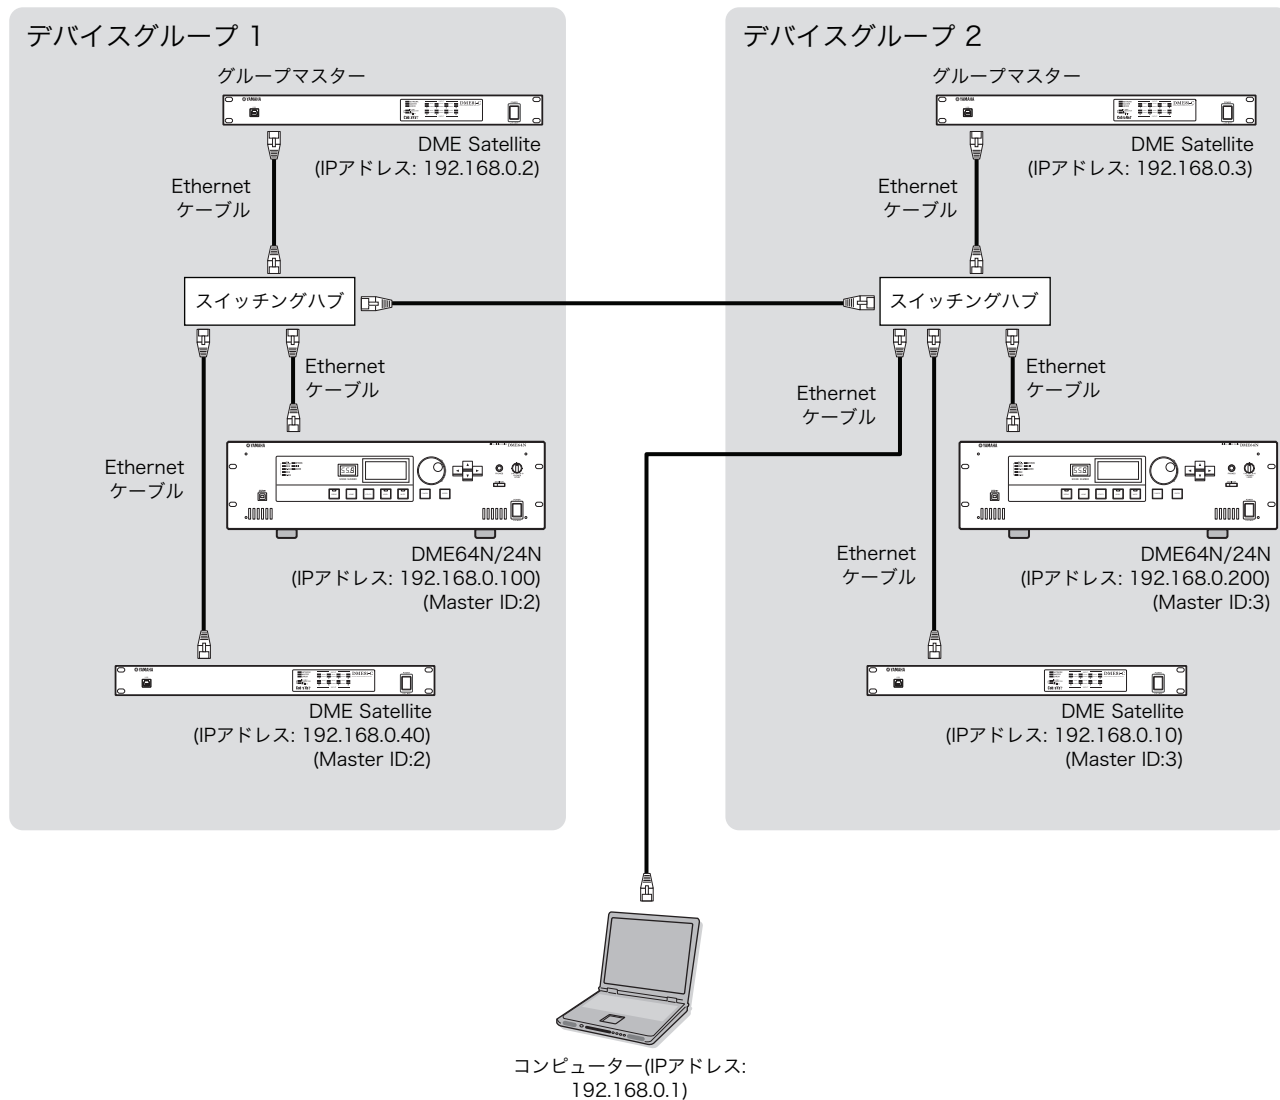 デバイスグループ 1
グループマスター
YAMAHA
DME Satellite
(IPアドレス: 192.168.0.2)
Ethernet
ケーブル
スイッチングハブ
Ethernet
ケーブル
Ethernet
ケーブル
YAMAHA
DME64N
DME64N/24N
(IPアドレス: 192.168.0.100)
(Master ID:2)
YAMAHA
DME Satellite
(IPアドレス: 192.168.0.40)
(Master ID:2)
デバイスグループ 2
グループマスター
YAMAHA
DME Satellite
(IPアドレス: 192.168.0.3)
Ethernet
ケーブル
スイッチングハブ
Ethernet
ケーブル
Ethernet
ケーブル
YAMAHA
DME64N
Ethernet
ケーブル
DME64N/24N
(IPアドレス: 192.168.0.200)
(Master ID:3)
YAMAHA
DME Satellite
(IPアドレス: 192.168.0.10)
(Master ID:3)
コンピューター(IPアドレス:
192.168.0.1)